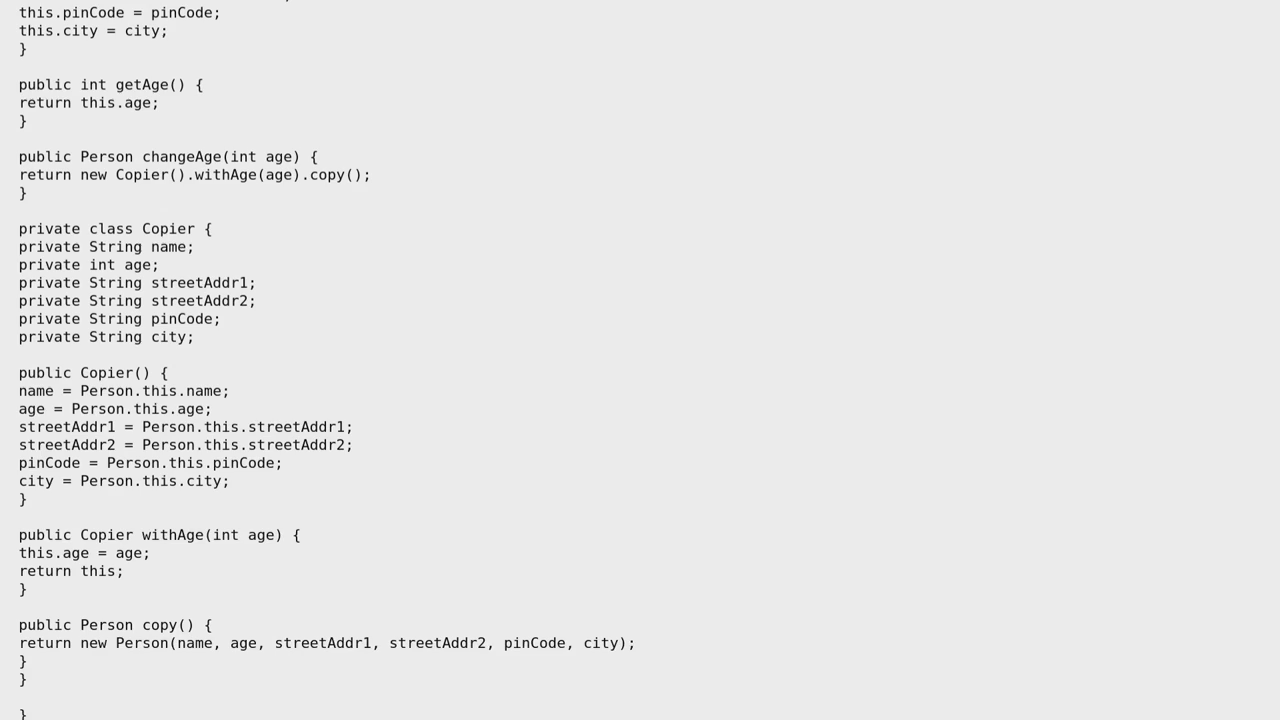 this.pinCode = pinCode;
this.city = city;
}
public int getAge() {
return this.age;
}
public Person changeAge(int age) {
return new Copier().withAge(age).copy();
}
private class Copier {
private String name;
private int age;
private String streetAddr1;
private String streetAddr2;
private String pinCode;
private String city;
public Copier() {
name = Person.this.name;
age = Person.this.age;
streetAddr1 = Person.this.streetAddr1;
streetAddr2 = Person.this.streetAddr2;
pinCode = Person.this.pinCode;
city = Person.this.city;
}
public Copier withAge(int age) {
this.age = age;
return this;
}
public Person copy() {
return new Person(name, age, streetAddr1, streetAddr2, pinCode, city);
}
}
}